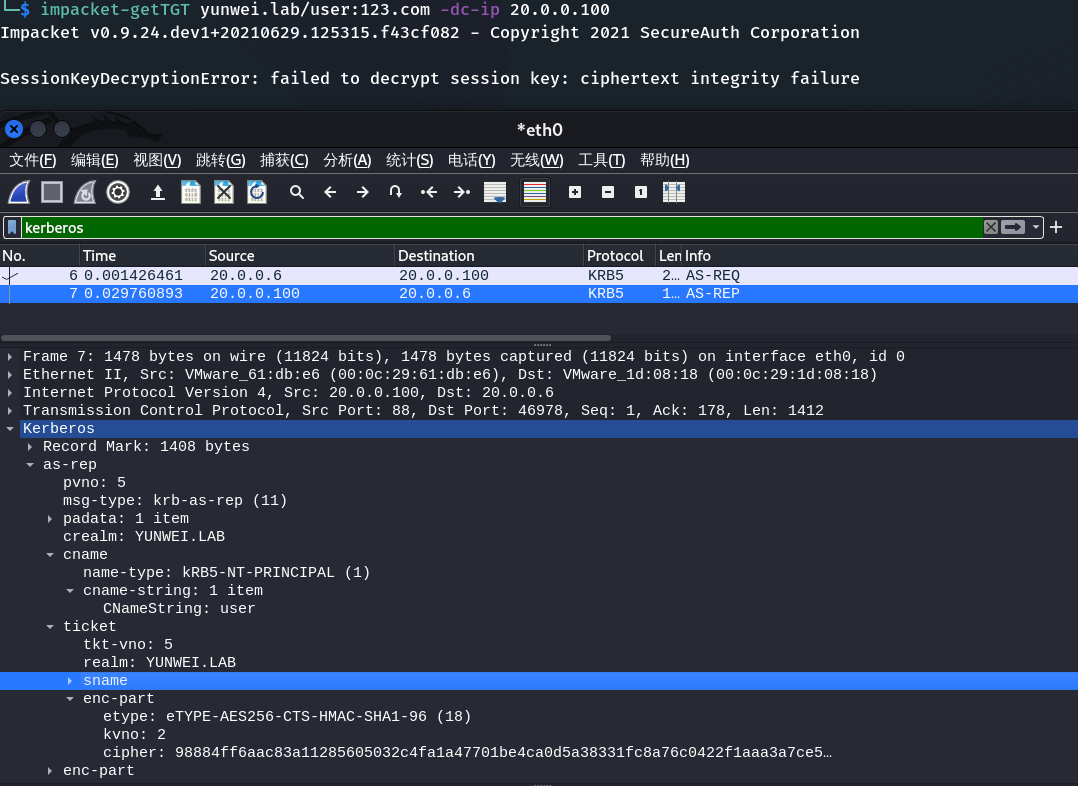 └─$ impacket-getTGT yunwei.lab/user:123.com -dc-ip 20.0.0.100
Impacket v0.9.24.dev1+20210629.125315.f43cf082 - Copyright 2021 SecureAuth Corporation
SessionKeyDecryptionError: failed to decrypt session key: ciphertext integrity failure
*eth0
文件(F) 编辑(E) 视图(V) 跳转(G) 捕获(C) 分析(A) 统计(S) 电话(Y) 无线(W) 工具(T) 帮助(H)
kerberos
No. Time Source Destination Protocol Len Info
6 0.001426461 20.0.0.6 20.0.0.100 KRB5 2… AS-REQ
7 0.029760893 20.0.0.100 20.0.0.6 KRB5 1… AS-REP
Frame 7: 1478 bytes on wire (11824 bits), 1478 bytes captured (11824 bits) on interface eth0, id 0
Ethernet II, Src: VMware_61:db:e6 (00:0c:29:61:db:e6), Dst: VMware_1d:08:18 (00:0c:29:1d:08:18)
Internet Protocol Version 4, Src: 20.0.0.100, Dst: 20.0.0.6
Transmission Control Protocol, Src Port: 88, Dst Port: 46978, Seq: 1, Ack: 178, Len: 1412
Kerberos
Record Mark: 1408 bytes
as-rep
pvno: 5
msg-type: krb-as-rep (11)
padata: 1 item
crealm: YUNWEI.LAB
cname
name-type: kRB5-NT-PRINCIPAL (1)
cname-string: 1 item
CNameString: user
ticket
tkt-vno: 5
realm: YUNWEI.LAB
sname
enc-part
etype: eTYPE-AES256-CTS-HMAC-SHA1-96 (18)
kvno: 2
cipher: 98884ff6aac83a11285605032c4fa1a47701be4ca0d5a38331fc8a76c0422f1aaa3a7ce5…
enc-part